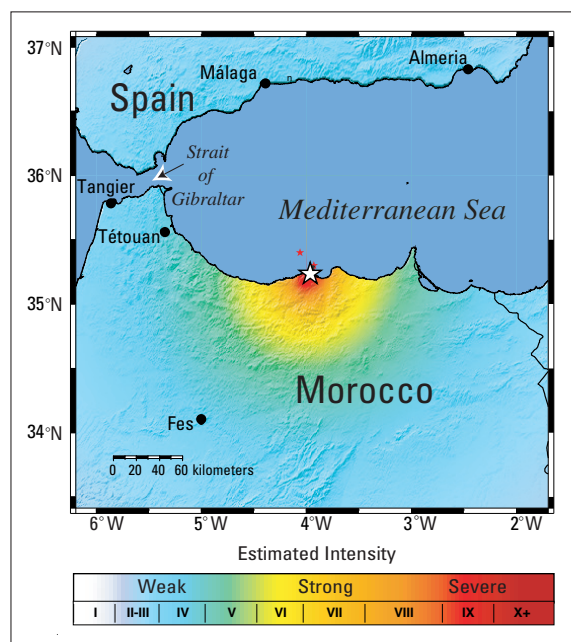 37°N
Almeria
Málaga
Spain
Strait
of
Gibraltar
36°N
Tangier
Mediterranean Sea
Tétouan
35°N
Morocco
Fes
34°N
0 20 40 60 kilometers
6°W 5°W 4°W 3°W 2°W
Estimated Intensity
Weak Strong Severe
I II-III IV V VI VII VIII IX X+